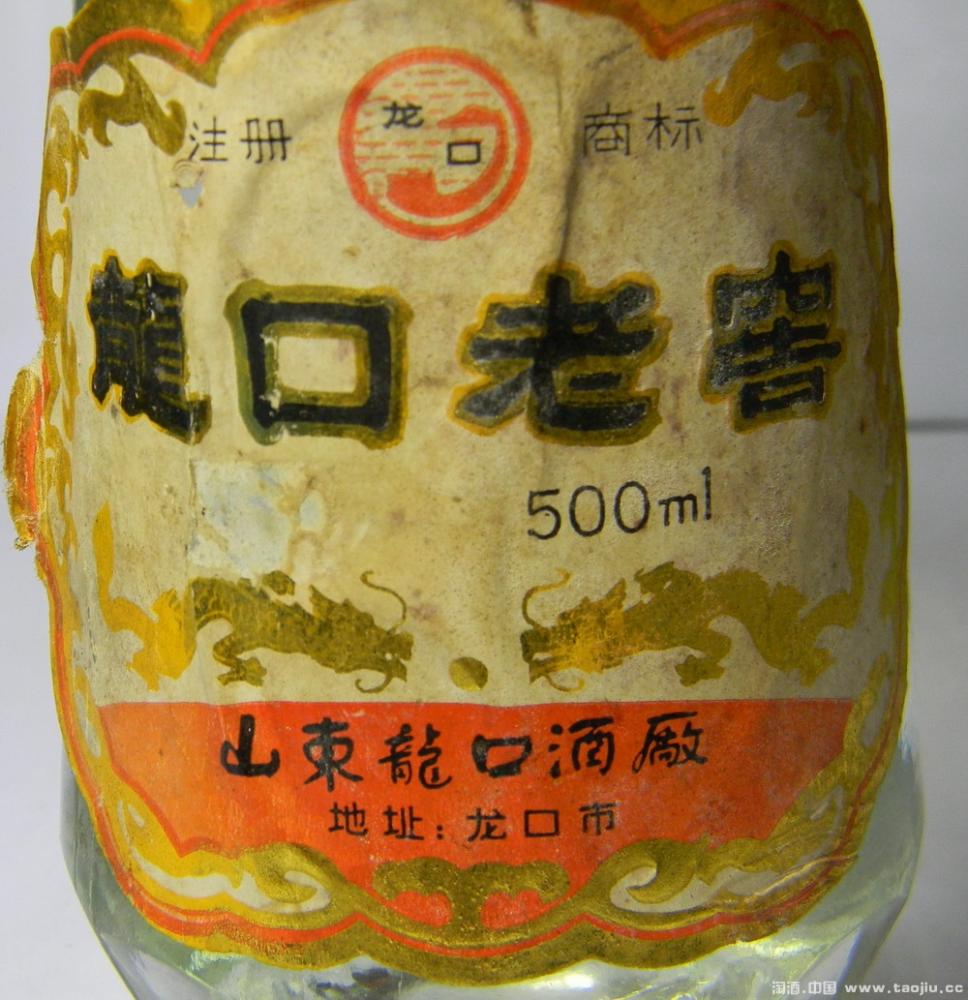 注册 龙口 商标
龍口老窖
500ml
山東龍口酒廠
地址:龙口市
淘酒.中国 www.taojiu.cc